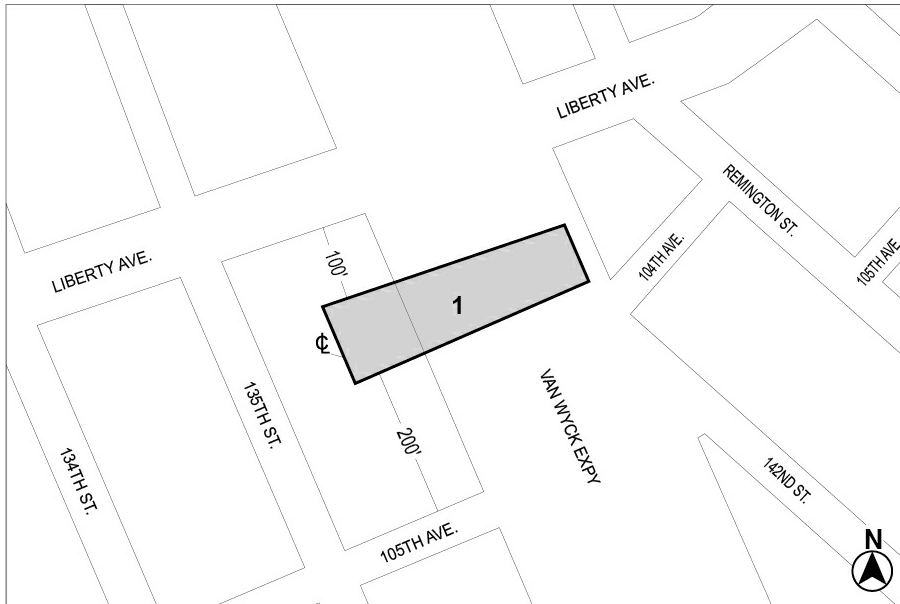 LIBERTY AVE.
REMINGTON ST.
104TH AVE.
105TH AVE.
LIBERTY AVE.
100'
1
℄
135TH ST.
VAN WYCK EXPY
200'
134TH ST.
142ND ST.
105TH AVE.
N